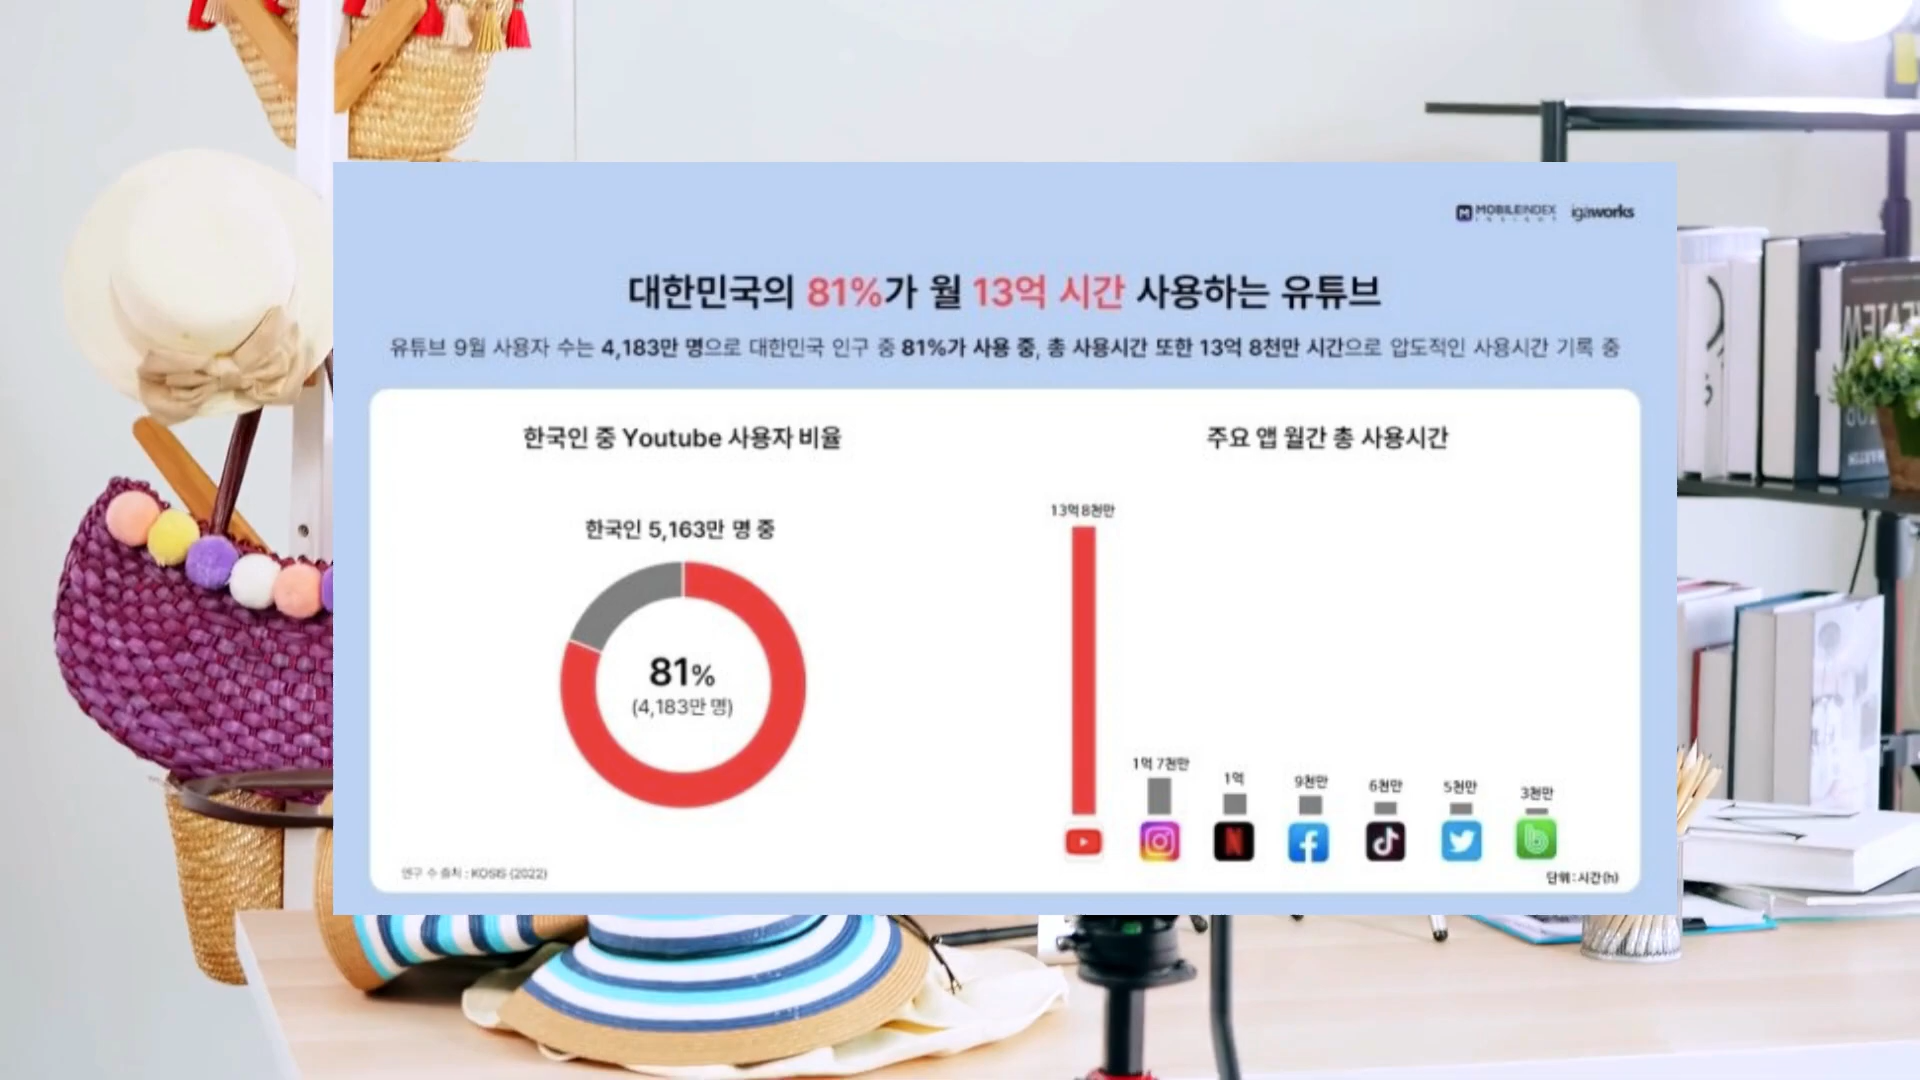 MOBILEINDEX
INSIGHT
igaworks
대한민국의 81%가 월 13억 시간 사용하는 유튜브
유튜브 9월 사용자 수는 4,183만 명으로 대한민국 인구 중 81%가 사용 중, 총 사용시간 또한 13억 8천만 시간으로 압도적인 사용시간 기록 중
한국인 중 Youtube 사용자 비율
한국인 5,163만 명 중
81%
(4,183만 명)
연구 수 출처 : KOSIS (2022)
주요 앱 월간 총 사용시간
13억 8천만
1억 7천만
1억
9천만
6천만
5천만
3천만
단위 : 시간(h)